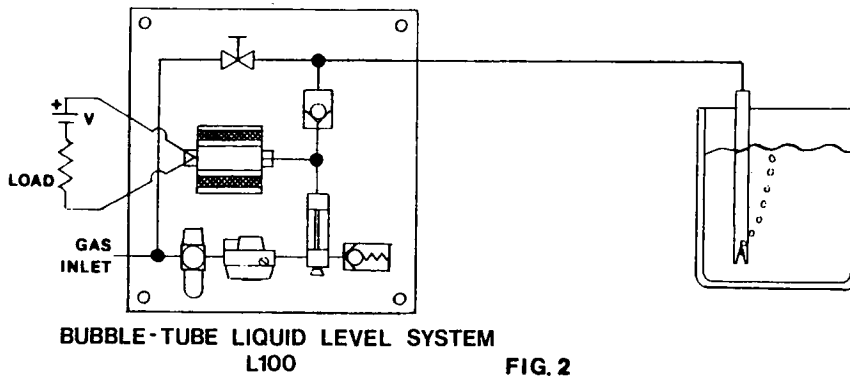 +
V
LOAD
GAS
INLET
BUBBLE-TUBE LIQUID LEVEL SYSTEM
L100
FIG. 2